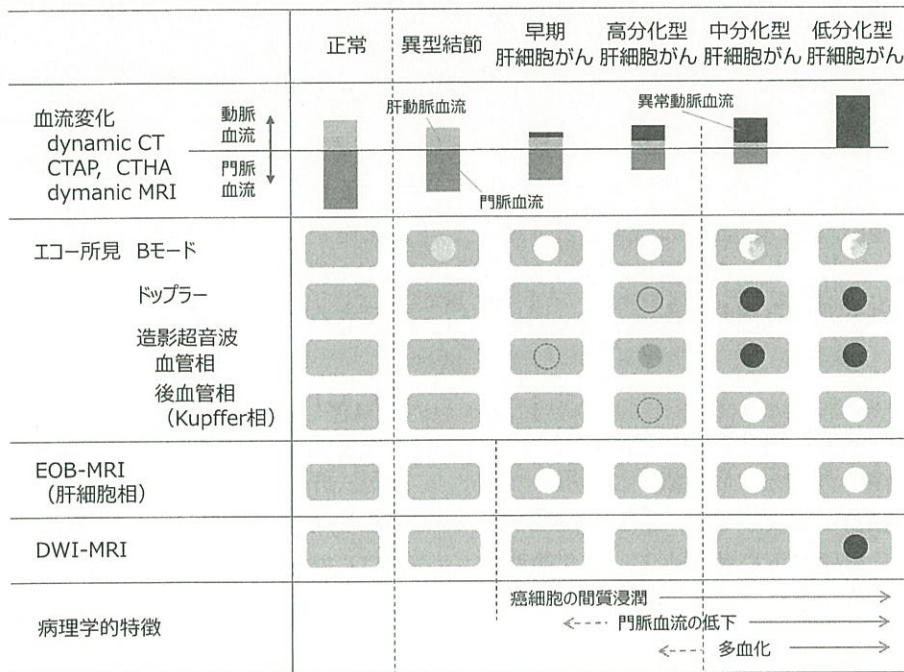 正常
異型結節
早期
肝細胞がん
高分化型
肝細胞がん
中分化型
肝細胞がん
低分化型
肝細胞がん
血流変化
dynamic CT
CTAP, CTHA
dymanic MRI
動脈
血流
門脈
血流
肝動脈血流
異常動脈血流
門脈血流
エコー所見 Bモード
ドップラー
造影超音波
血管相
後血管相
（Kupffer相）
EOB-MRI
（肝細胞相）
DWI-MRI
病理学的特徴
癌細胞の間質浸潤
門脈血流の低下
多血化